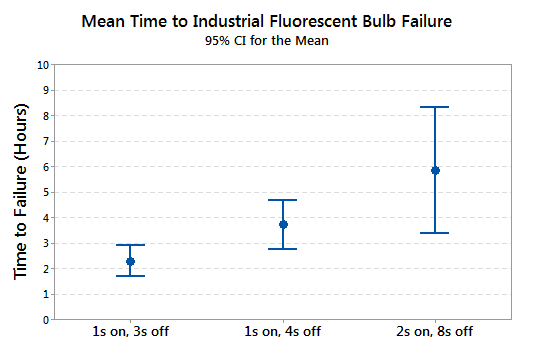 Mean Time to Industrial Fluorescent Bulb Failure
95% CI for the Mean
Time to Failure (Hours)
10
9
8
7
6
5
4
3
2
1
0
1s on, 3s off
1s on, 4s off
2s on, 8s off